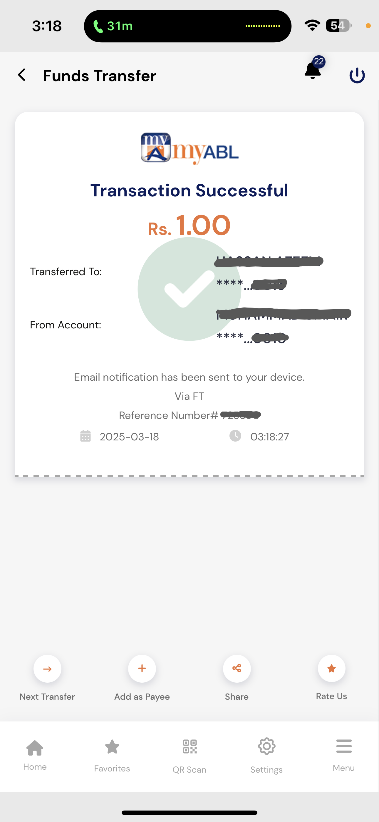 3:18
31m
54
Funds Transfer
22
my
myABL
Transaction Successful
Rs. 1.00
Transferred To:
****...
From Account:
****...
Email notification has been sent to your device.
Via FT
Reference Number#
2025-03-18
03:18:27
Next Transfer
Add as Payee
Share
Rate Us
Home
Favorites
QR Scan
Settings
Menu